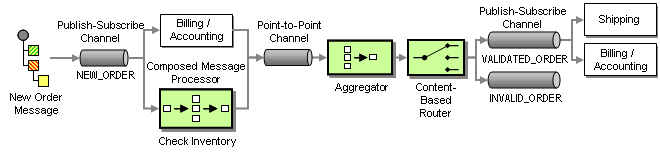 New Order
Message
Publish-Subscribe
Channel
NEW_ORDER
Billing /
Accounting
Composed Message
Processor
Check Inventory
Point-to-Point
Channel
Aggregator
Content-
Based
Router
Publish-Subscribe
Channel
VALIDATED_ORDER
INVALID_ORDER
Shipping
Billing /
Accounting